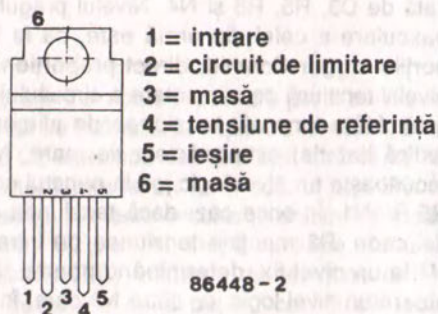 6
1 = intrare
2 = circuit de limitare
3 = masă
4 = tensiune de referință
5 = ieșire
6 = masă
86448 - 2
1 2 3 4 5